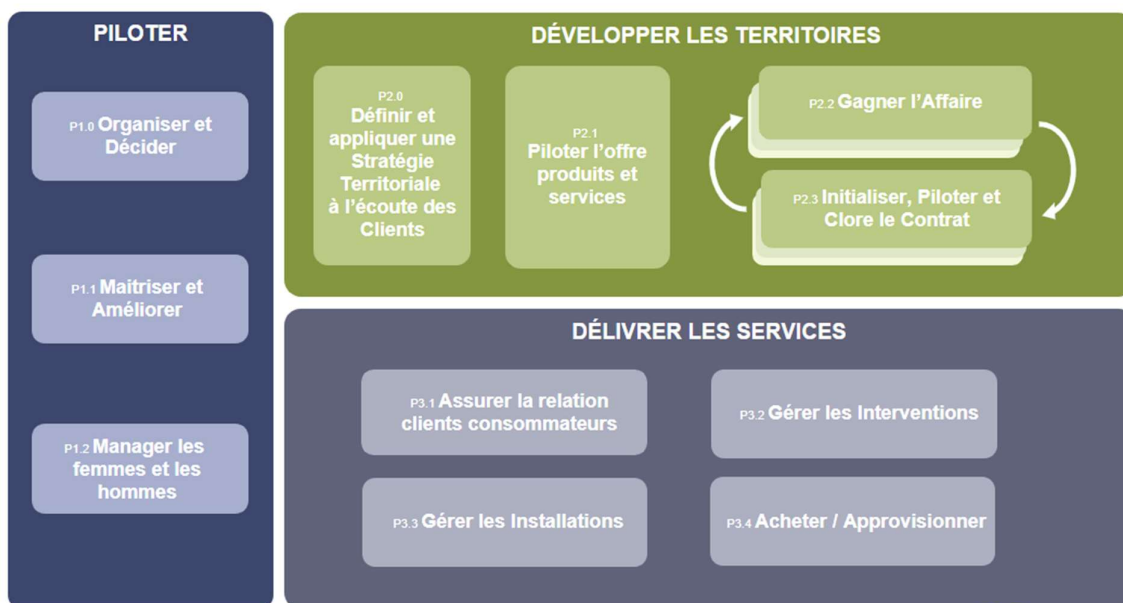 PILOTER
P1.0 Organiser et
Décider
P1.1 Maitriser et
Améliorer
P1.2 Manager les
femmes et les
hommes
DÉVELOPPER LES TERRITOIRES
P2.0
Définir et
appliquer une
Stratégie
Territoriale
à l'écoute des
Clients
P2.1
Piloter l'offre
produits et
services
P2.2 Gagner l'Affaire
P2.3 Initialiser, Piloter et
Clore le Contrat
DÉLIVRER LES SERVICES
P3.1 Assurer la relation
clients consommateurs
P3.2 Gérer les Interventions
P3.3 Gérer les Installations
P3.4 Acheter / Approvisionner